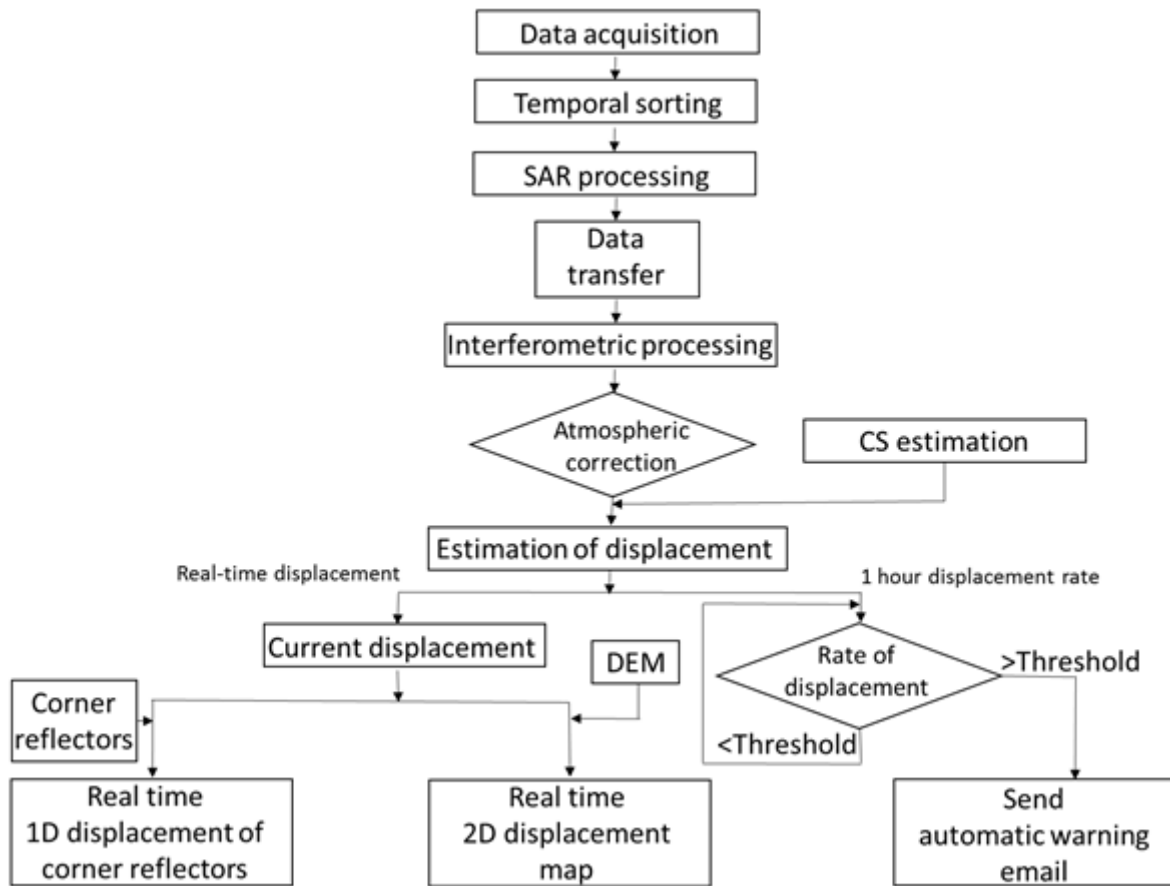 Data acquisition
Temporal sorting
SAR processing
Data
transfer
Interferometric processing
Atmospheric
correction
CS estimation
Estimation of displacement
Real-time displacement
1 hour displacement rate
Current displacement
DEM
Rate of
displacement
>Threshold
Corner
reflectors
<Threshold
Real time
1D displacement of
corner reflectors
Real time
2D displacement
map
Send
automatic warning
email